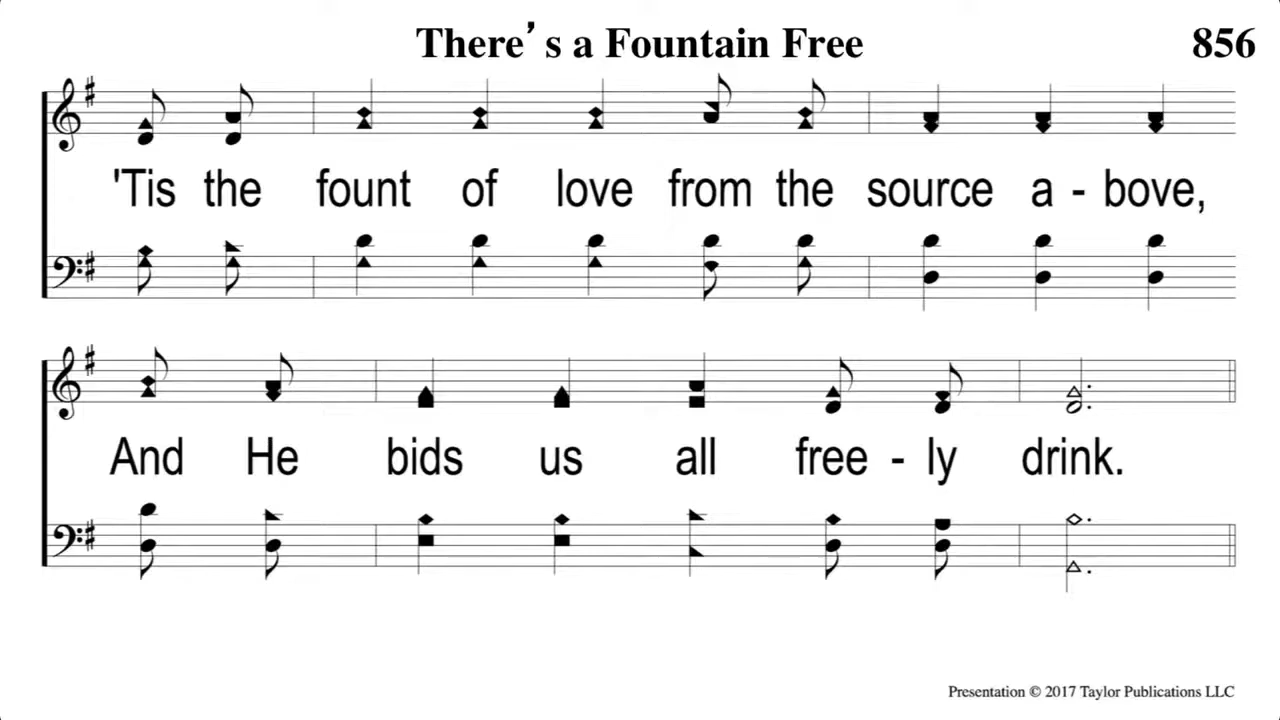 There's a Fountain Free 856
'Tis the fount of love from the source a - bove,
And He bids us all free - ly drink.
Presentation © 2017 Taylor Publications LLC